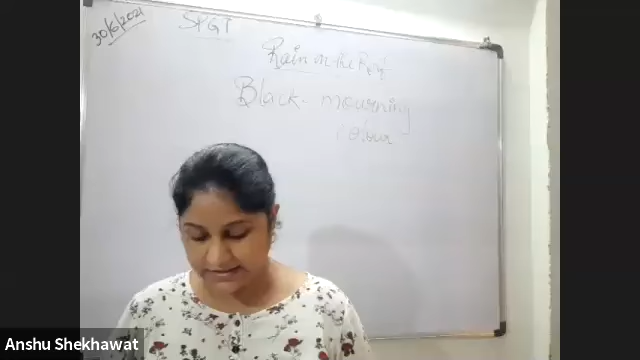 30/6/2021
SPGT
Rain on the Roof
Black - mourning
colour
Anshu Shekhawat